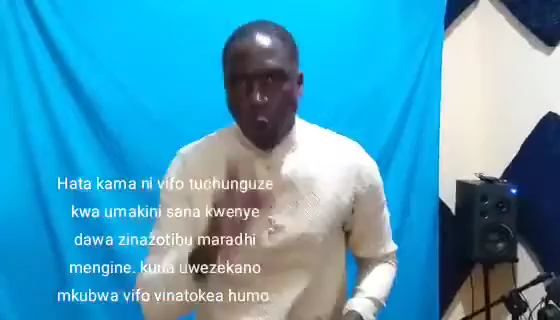 Hata kama ni vifo tuchunguze
kwa umakini sana kwenye
dawa zinazotibu maradhi
mengine. kuna uwezekano
mkubwa vifo vinatokea humo